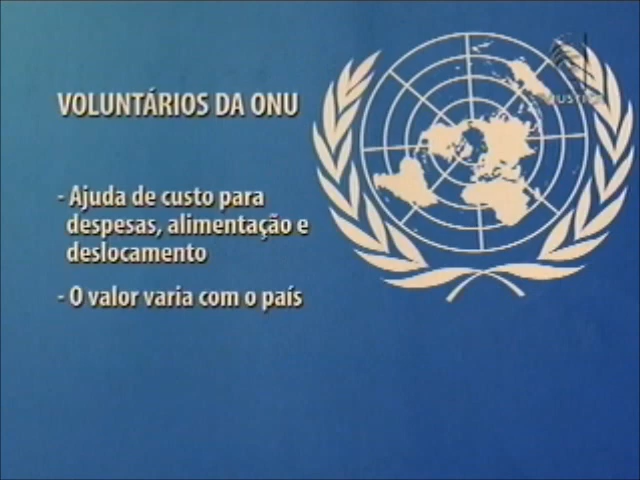 VOLUNTÁRIOS DA ONU
- Ajuda de custo para
despesas, alimentação e
deslocamento
- O valor varia com o país